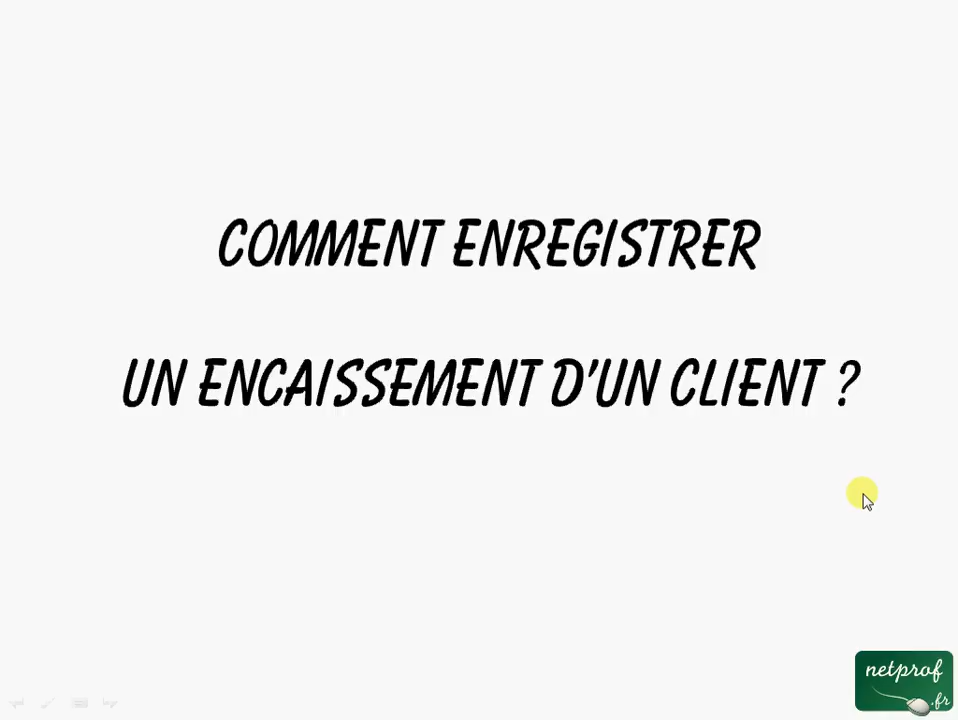 COMMENT ENREGISTRER
UN ENCAISSEMENT D'UN CLIENT ?
netprof
.fr